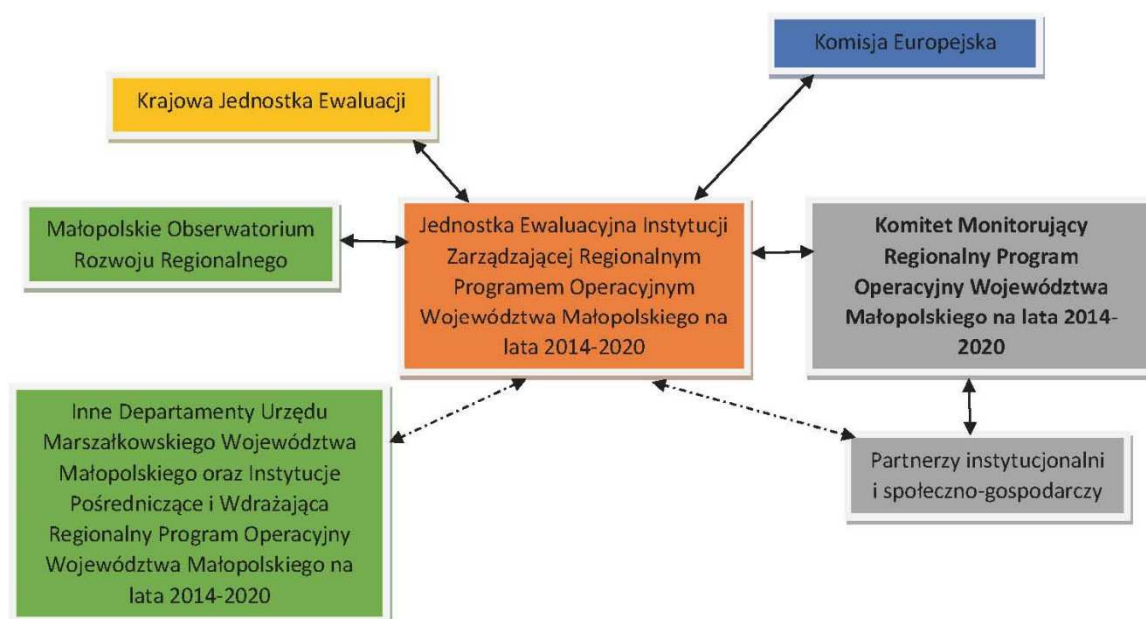 Komisja Europejska
Krajowa Jednostka Ewaluacji
Małopolskie Obserwatorium
Rozwoju Regionalnego
Jednostka Ewaluacyjna Instytucji
Zarządzającej Regionalnym
Programem Operacyjnym
Województwa Małopolskiego na
lata 2014-2020
Komitet Monitorujący
Regionalny Program
Operacyjny Województwa
Małopolskiego na lata 2014-
2020
Inne Departamenty Urzędu
Marszałkowskiego Województwa
Małopolskiego oraz Instytucje
Pośredniczące i Wdrażająca
Regionalny Program Operacyjny
Województwa Małopolskiego na
lata 2014-2020
Partnerzy instytucjonalni
i społeczno-gospodarczy